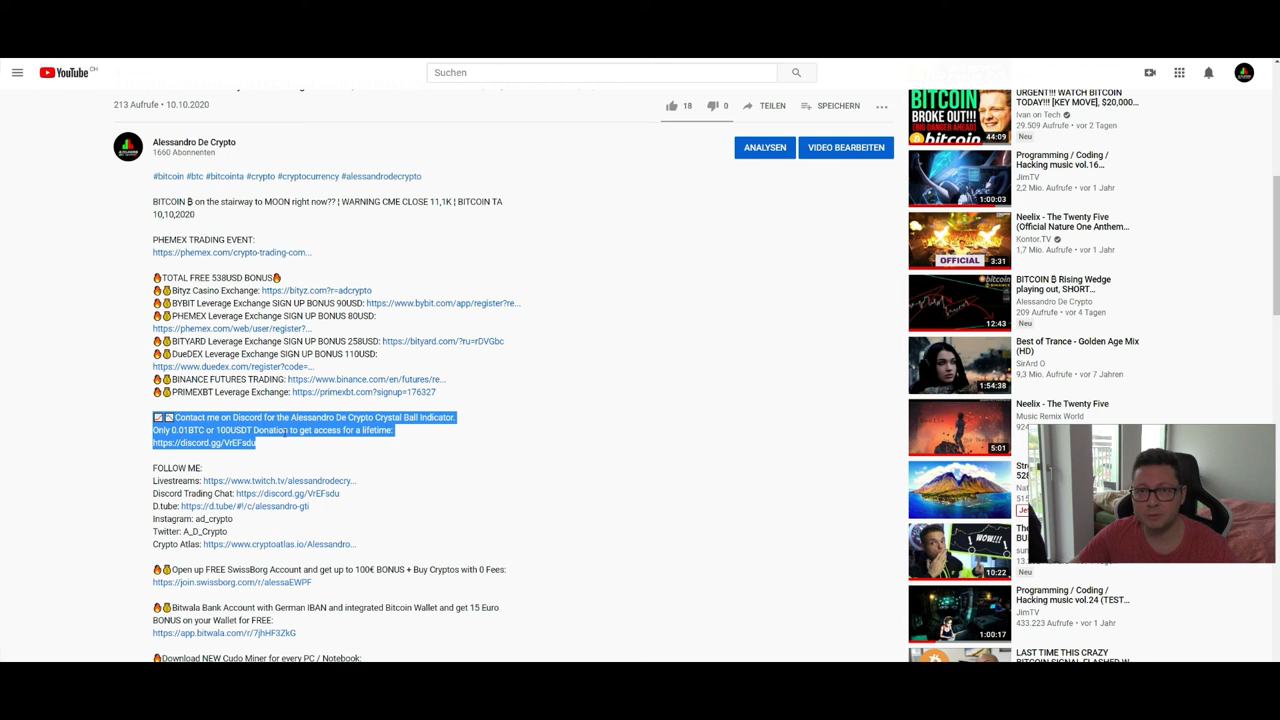 YouTube CH
Suchen
213 Aufrufe • 10.10.2020
18
0
TEILEN
SPEICHERN
Alessandro De Crypto
1660 Abonnenten
ANALYSEN
VIDEO BEARBEITEN
#bitcoin #btc #bitcointa #crypto #cryptocurrency #alessandrodecrypto
BITCOIN ₿ on the stairway to MOON right now?? ¦ WARNING CME CLOSE 11,1K ¦ BITCOIN TA
10,10,2020
PHEMEX TRADING EVENT:
https://phemex.com/crypto-trading-com...
🔥TOTAL FREE 538USD BONUS🔥
🔥💰Bityz Casino Exchange: https://bityz.com?r=adcrypto
🔥💰BYBIT Leverage Exchange SIGN UP BONUS 90USD: https://www.bybit.com/app/register?re...
🔥💰PHEMEX Leverage Exchange SIGN UP BONUS 80USD:
https://phemex.com/web/user/register?...
🔥💰BITYARD Leverage Exchange SIGN UP BONUS 258USD: https://bityard.com/?ru=rDVGbc
🔥💰DueDEX Leverage Exchange SIGN UP BONUS 110USD:
https://www.duedex.com/register?code=...
🔥💰BINANCE FUTURES TRADING: https://www.binance.com/en/futures/re...
🔥💰PRIMEXBT Leverage Exchange: https://primexbt.com?signup=176327
📈📉Contact me on Discord for the Alessandro De Crypto Crystal Ball Indicator.
Only 0.01BTC or 100USDT Donation to get access for a lifetime:
https://discord.gg/VrEFsdu
FOLLOW ME:
Livestreams: https://www.twitch.tv/alessandrodecry...
Discord Trading Chat: https://discord.gg/VrEFsdu
D.tube: https://d.tube/#!/c/alessandro-gti
Instagram: ad_crypto
Twitter: A_D_Crypto
Crypto Atlas: https://www.cryptoatlas.io/Alessandro...
🔥💰Open up FREE SwissBorg Account and get up to 100€ BONUS + Buy Cryptos with 0 Fees:
https://join.swissborg.com/r/alessaEWPF
🔥💰Bitwala Bank Account with German IBAN and integrated Bitcoin Wallet and get 15 Euro
BONUS on your Wallet for FREE:
https://app.bitwala.com/r/7jhHF3ZkG
🔥💰Download NEW Cudo Miner for every PC / Notebook:
BITCOIN
BROKE OUT!!!
[BIG DANGER AHEAD]
bitcoin
44:09
URGENT!!! WATCH BITCOIN
TODAY!!! [KEY MOVE], $20,000...
Ivan on Tech
29.509 Aufrufe • vor 2 Tagen
Neu
1:00:03
Programming / Coding /
Hacking music vol.16...
JimTV
2,2 Mio. Aufrufe • vor 1 Jahr
OFFICIAL
3:31
Neelix - The Twenty Five
(Official Nature One Anthem...
Kontor.TV
1,7 Mio. Aufrufe • vor 1 Jahr
12:43
BITCOIN ₿ Rising Wedge
playing out, SHORT...
Alessandro De Crypto
209 Aufrufe • vor 4 Tagen
Neu
1:54:38
Best of Trance - Golden Age Mix
(HD)
SirArd O
9,3 Mio. Aufrufe • vor 7 Jahren
5:01
Neelix - The Twenty Five
Music Remix World
WOW!!!
10:22
Neu
1:00:17
Programming / Coding /
Hacking music vol.24 (TEST...
JimTV
433.223 Aufrufe • vor 1 Jahr
LAST TIME THIS CRAZY